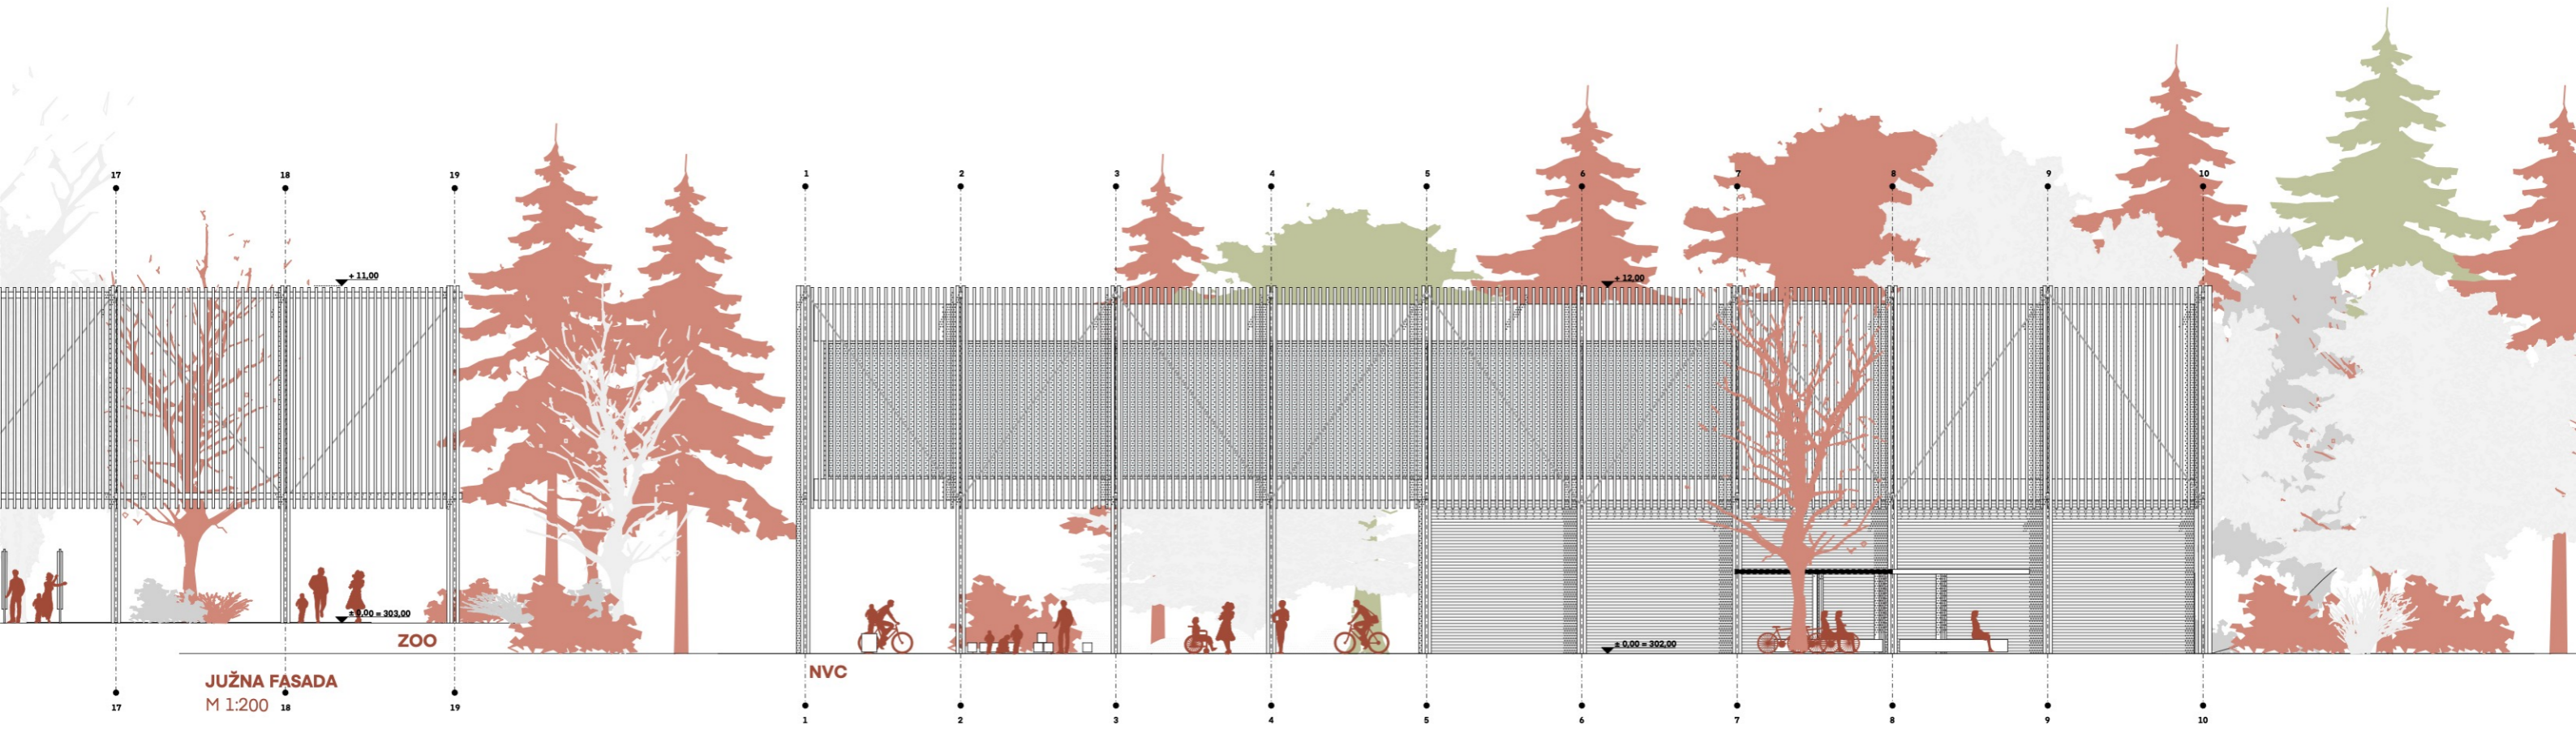 17 18 19 1 2 3 4 5 6 7 8 9 10
+ 11,00
+ 12,00
± 0,00 = 303,00
ZOO
± 0,00 = 302,00
NVC
JUŽNA FASADA
M 1:200
17 18 19 1 2 3 4 5 6 7 8 9 10